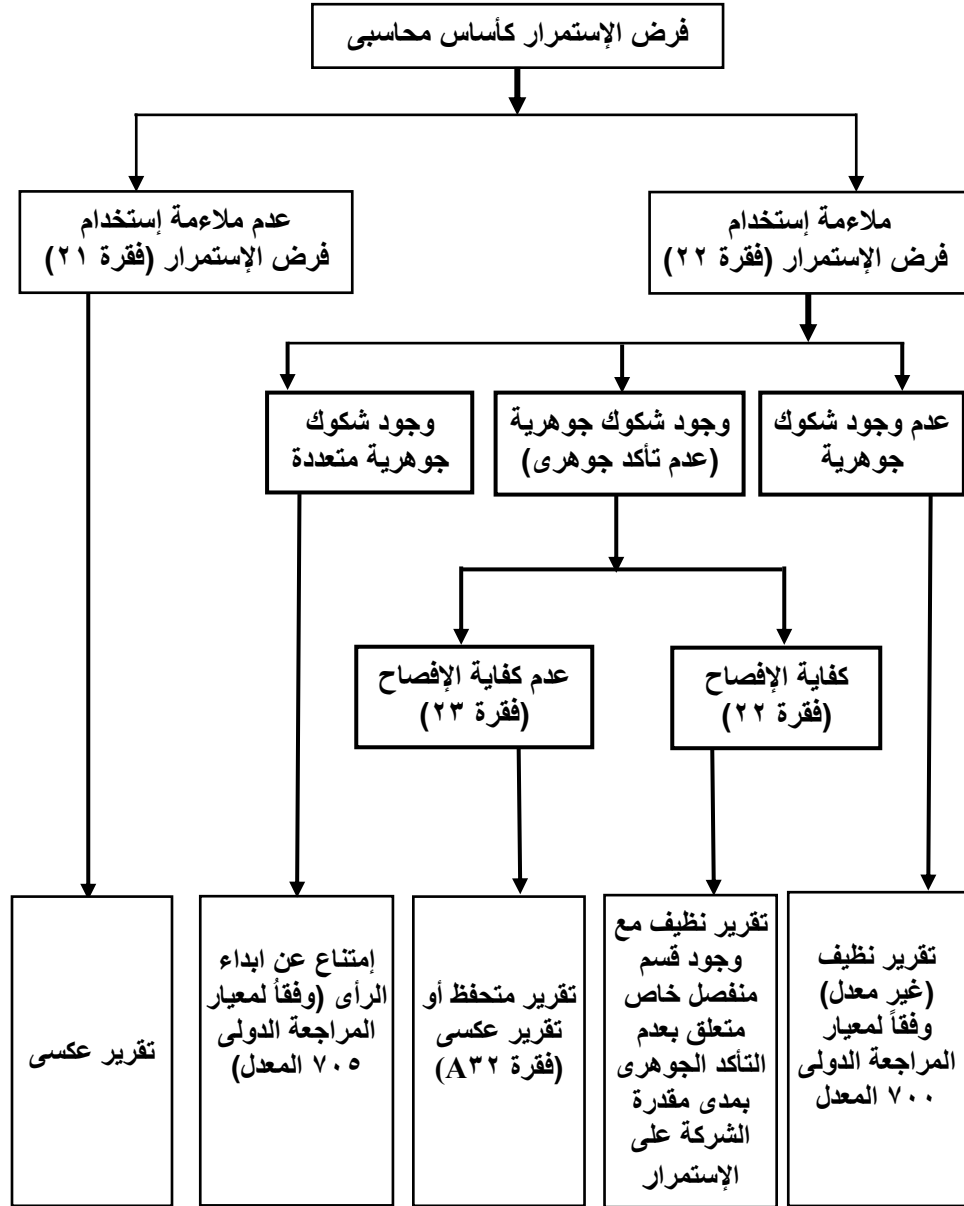 فرض الإستمرار كأساس محاسبى
ملاءمة إستخدام
فرض الإستمرار (فقرة ٢٢)
عدم ملاءمة إستخدام
فرض الإستمرار (فقرة ٢١)
عدم وجود شكوك
جوهرية
وجود شكوك جوهرية
(عدم تأكد جوهرى)
وجود شكوك
جوهرية متعددة
كفاية الإفصاح
(فقرة ٢٢)
عدم كفاية الإفصاح
(فقرة ٢٣)
تقرير نظيف
(غير معدل)
وفقاً لمعيار
المراجعة الدولى
٧٠٠ المعدل
تقرير نظيف مع
وجود قسم
منفصل خاص
متعلق بعدم
التأكد الجوهرى
بمدى مقدرة
الشركة على
الإستمرار
تقرير متحفظ أو
تقرير عكسى
(فقرة A٣٢)
إمتناع عن ابداء
الرأى (وفقاُ لمعيار
المراجعة الدولى
٧٠٥ المعدل)
تقرير عكسى